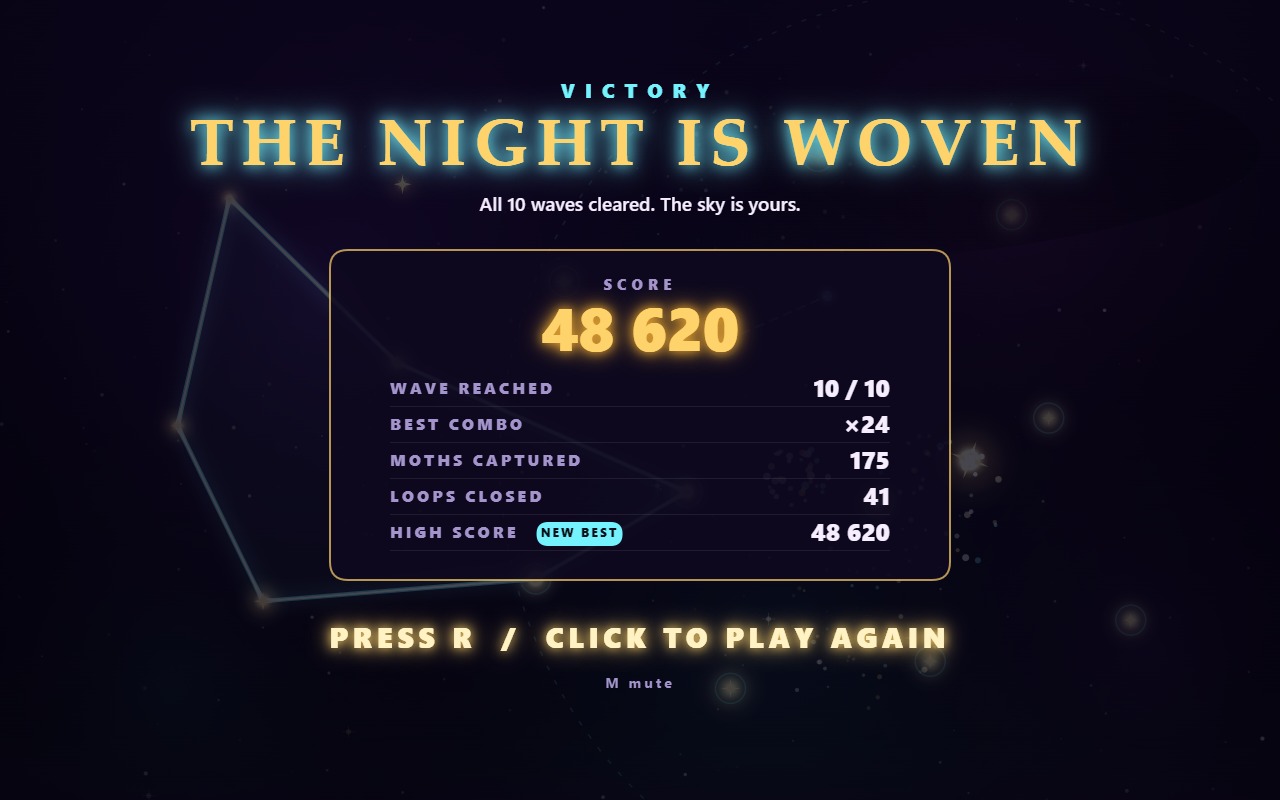 VICTORY
THE NIGHT IS WOVEN
All 10 waves cleared. The sky is yours.
SCORE
48 620
WAVE REACHED 10 / 10
BEST COMBO ×24
MOTHS CAPTURED 175
LOOPS CLOSED 41
HIGH SCORE NEW BEST 48 620
PRESS R / CLICK TO PLAY AGAIN
M mute